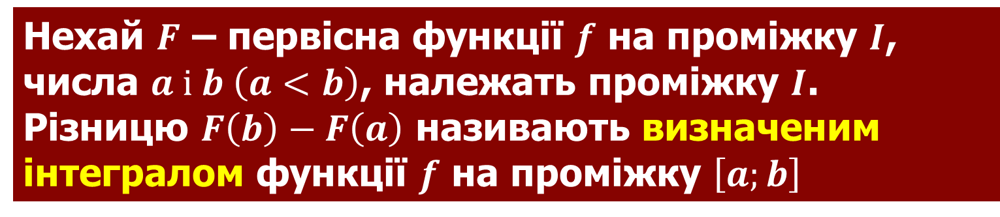 Нехай F – первісна функції f на проміжку I,
числа a і b (a < b), належать проміжку I.
Різницю F(b) − F(a) називають визначеним
інтегралом функції f на проміжку [a; b]